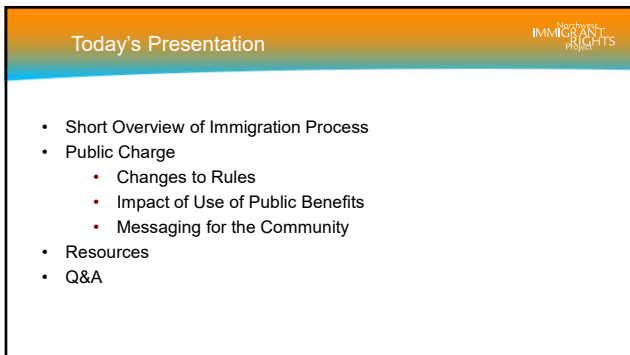 Today's Presentation
Northwest
IMMIGRANT
RIGHTS
Project
• Short Overview of Immigration Process
• Public Charge
• Changes to Rules
• Impact of Use of Public Benefits
• Messaging for the Community
• Resources
• Q&A